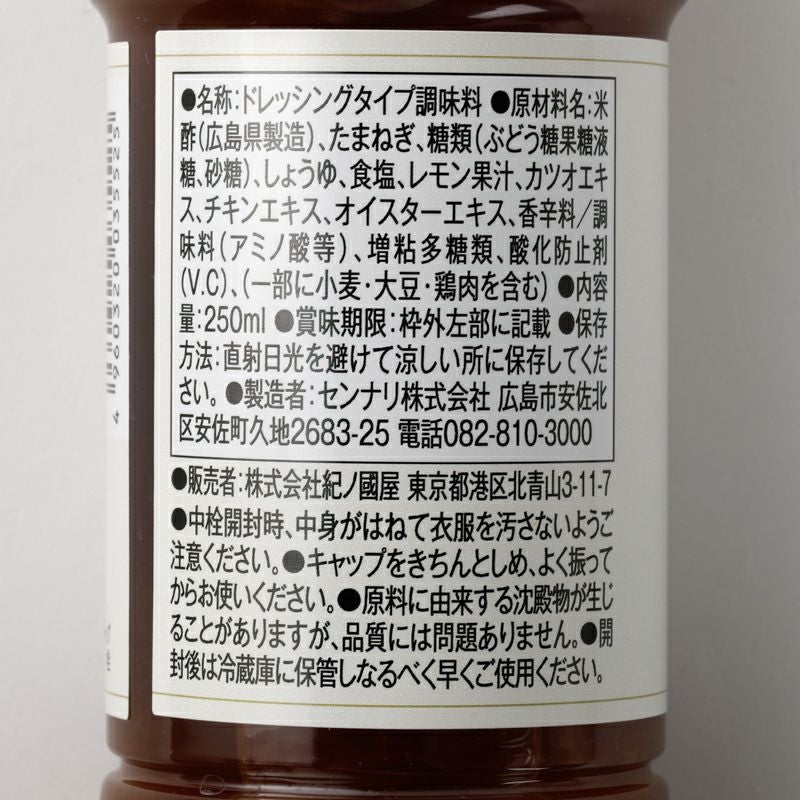 ●名称:ドレッシングタイプ調味料 ●原材料名:米
酢(広島県製造)、たまねぎ、糖類(ぶどう糖果糖液
糖、砂糖)、しょうゆ、食塩、レモン果汁、カツオエキ
ス、チキンエキス、オイスターエキス、香辛料/調
味料(アミノ酸等)、増粘多糖類、酸化防止剤
(V.C)、(一部に小麦・大豆・鶏肉を含む) ●内容
量:250ml ●賞味期限:枠外左部に記載 ●保存
方法:直射日光を避けて涼しい所に保存してくだ
さい。●製造者:センナリ株式会社 広島市安佐北
区安佐町久地2683-25 電話082-810-3000
●販売者:株式会社紀ノ國屋 東京都港区北青山3-11-7
●中栓開封時、中身がはねて衣服を汚さないようご
注意ください。●キャップをきちんとしめ、よく振って
からお使いください。●原料に由来する沈殿物が生じ
ることがありますが、品質には問題ありません。●開
封後は冷蔵庫に保管しなるべく早くご使用ください。
4 960320 035525